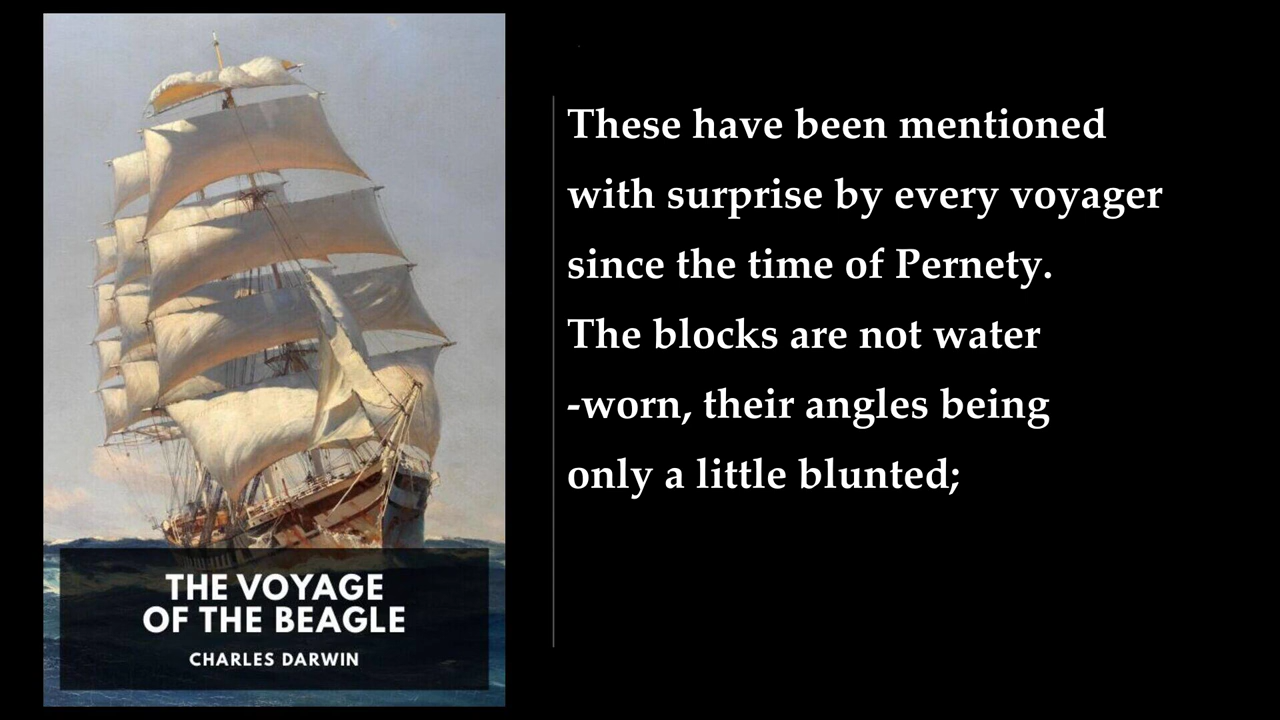 THE VOYAGE
OF THE BEAGLE
CHARLES DARWIN
These have been mentioned
with surprise by every voyager
since the time of Pernety.
The blocks are not water
-worn, their angles being
only a little blunted;